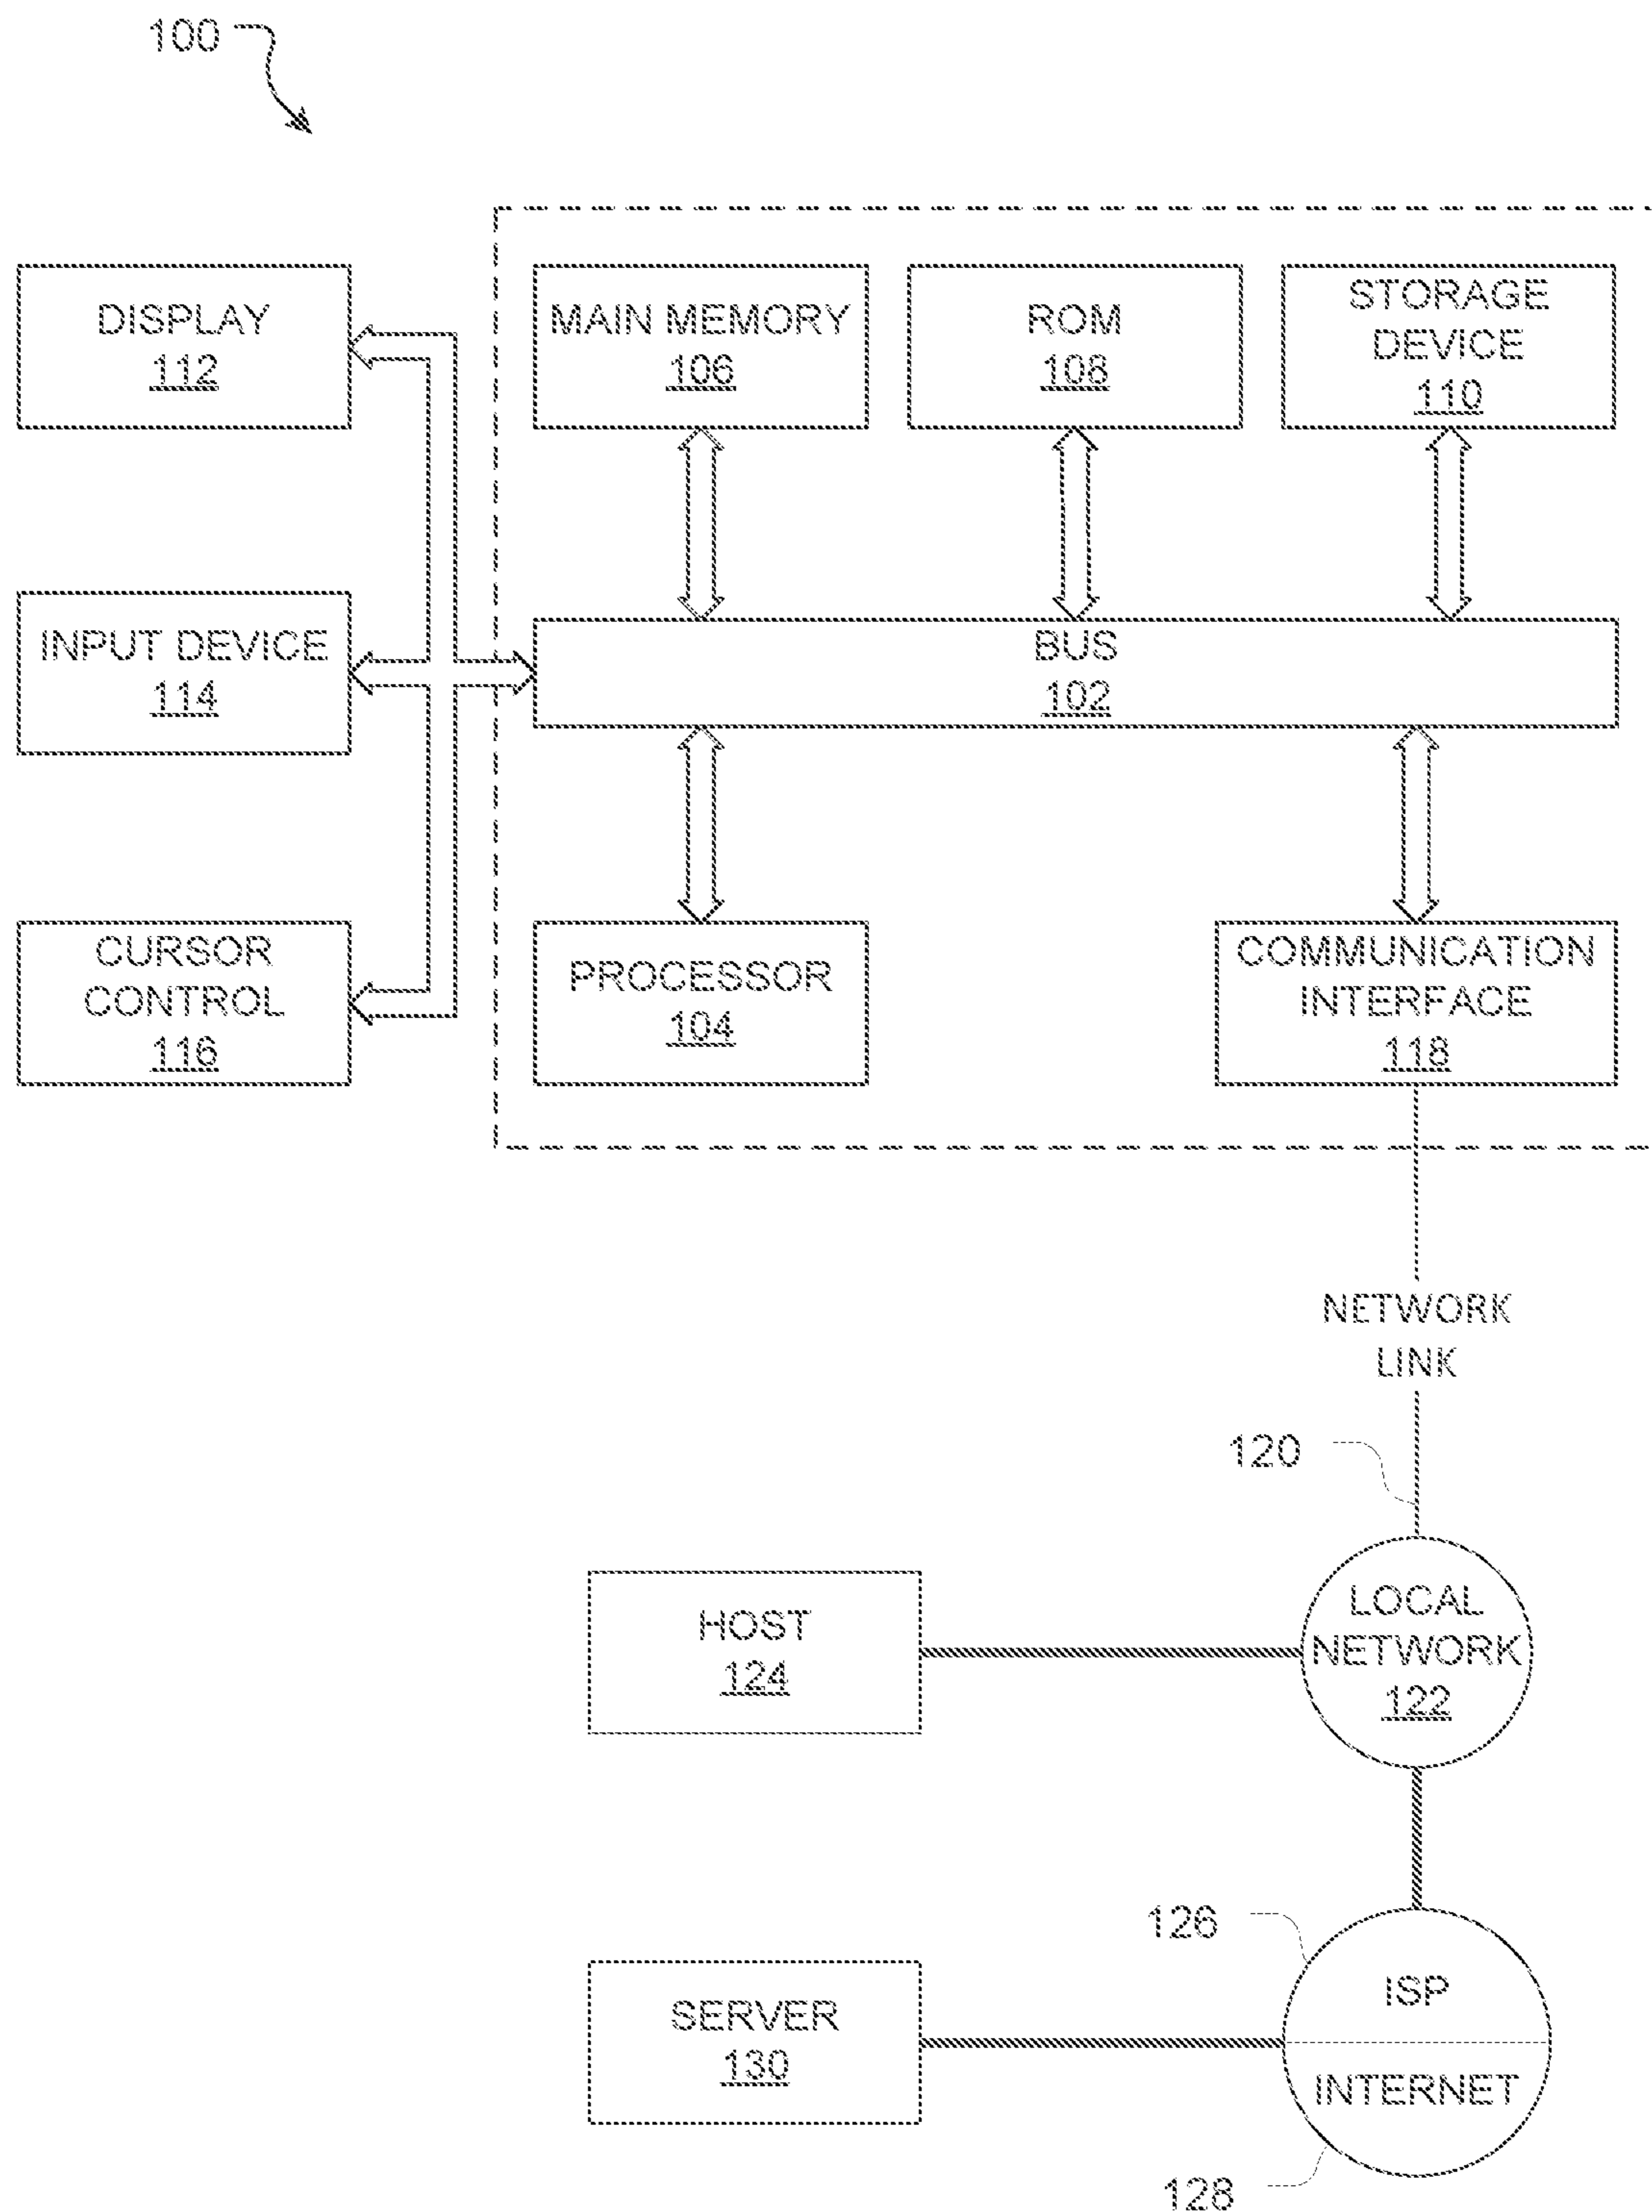 100
DISPLAY
112
MAIN MEMORY
106
ROM
108
STORAGE
DEVICE
110
INPUT DEVICE
114
BUS
102
CURSOR
CONTROL
116
PROCESSOR
104
COMMUNICATION
INTERFACE
118
NETWORK
LINK
120
HOST
124
LOCAL
NETWORK
122
126
ISP
SERVER
130
INTERNET
128